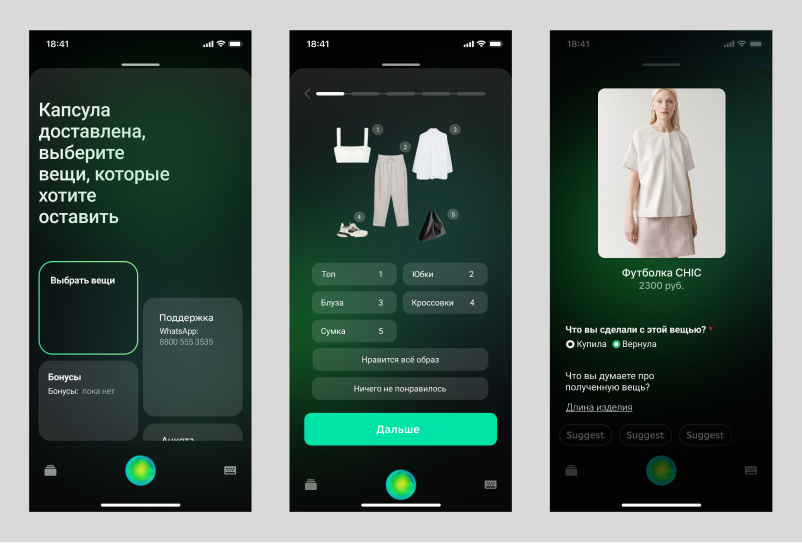 18:41
Капсула
доставлена,
выберите
вещи, которые
хотите
оставить
Выбрать вещи
Поддержка
WhatsApp:
8800 555 3535
Бонусы
Бонусы: пока нет
Анкета
18:41
1
2
3
4
5
Топ 1
Юбки 2
Блуза 3
Кроссовки 4
Сумка 5
Нравится всё образ
Ничего не понравилось
Дальше
18:41
Футболка CHIC
2300 руб.
Что вы сделали с этой вещью? *
Купила Вернула
Что вы думаете про
полученную вещь?
Длина изделия
Suggest Suggest Suggest